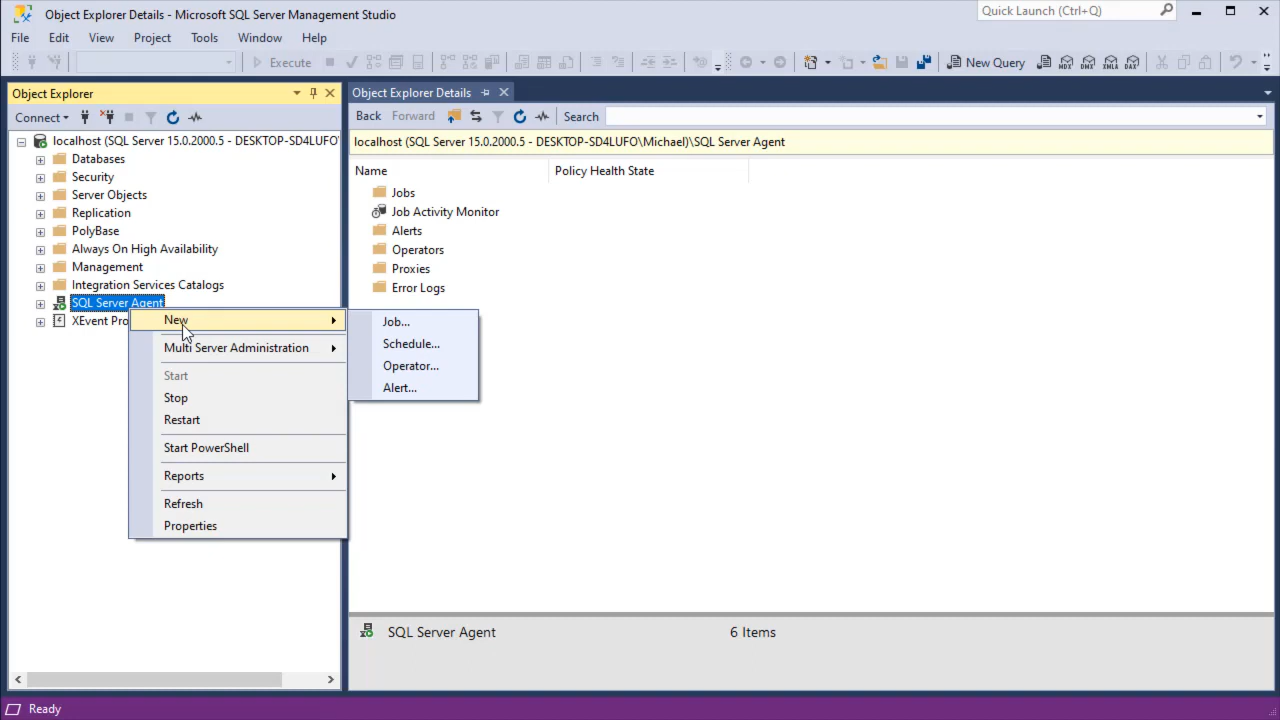 Object Explorer Details - Microsoft SQL Server Management Studio
Quick Launch (Ctrl+Q)
File Edit View Project Tools Window Help
Execute
New Query
MDX DMX XMLA DAX
Object Explorer
Object Explorer Details
Connect
Back Forward Search
localhost (SQL Server 15.0.2000.5 - DESKTOP-SD4LUFO\
localhost (SQL Server 15.0.2000.5 - DESKTOP-SD4LUFO\Michael)\SQL Server Agent
Databases
Security
Server Objects
Replication
PolyBase
Always On High Availability
Management
Integration Services Catalogs
SQL Server Agent
XEvent Pro
Name Policy Health State
Jobs
Job Activity Monitor
Alerts
Operators
Proxies
Error Logs
New
Multi Server Administration
Start
Stop
Restart
Start PowerShell
Reports
Refresh
Properties
Job...
Schedule...
Operator...
Alert...
SQL Server Agent 6 Items
Ready